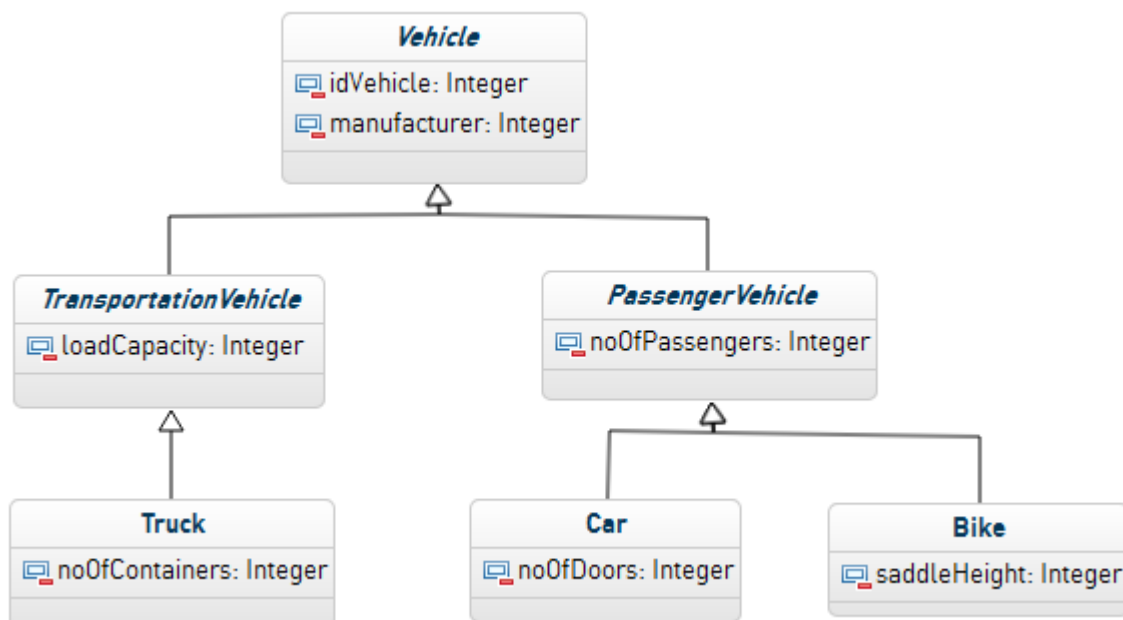 Vehicle
idVehicle: Integer
manufacturer: Integer
TransportationVehicle
loadCapacity: Integer
PassengerVehicle
noOfPassengers: Integer
Truck
noOfContainers: Integer
Car
noOfDoors: Integer
Bike
saddleHeight: Integer